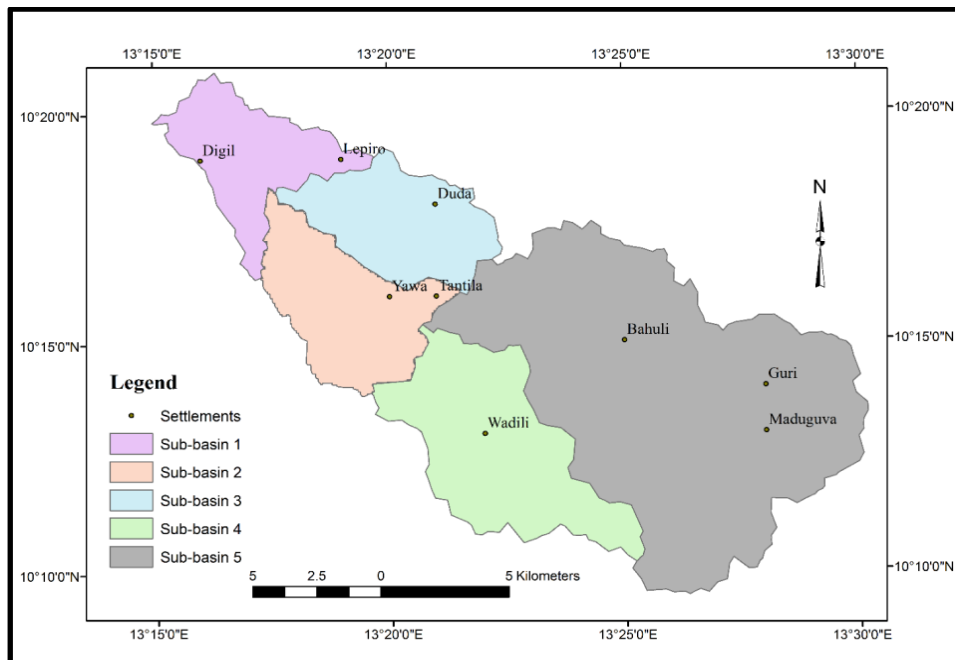 13°15'0"E 13°20'0"E 13°25'0"E 13°30'0"E
10°20'0"N 10°20'0"N
Lepiro
Digil
Duda
N
Yawa Tantila
Bahuli
10°15'0"N 10°15'0"N
Guri
Maduguva
Wadili
Legend
Settlements
Sub-basin 1
Sub-basin 2
Sub-basin 3
Sub-basin 4
Sub-basin 5
10°10'0"N 10°10'0"N
5 2.5 0 5 Kilometers
13°15'0"E 13°20'0"E 13°25'0"E 13°30'0"E